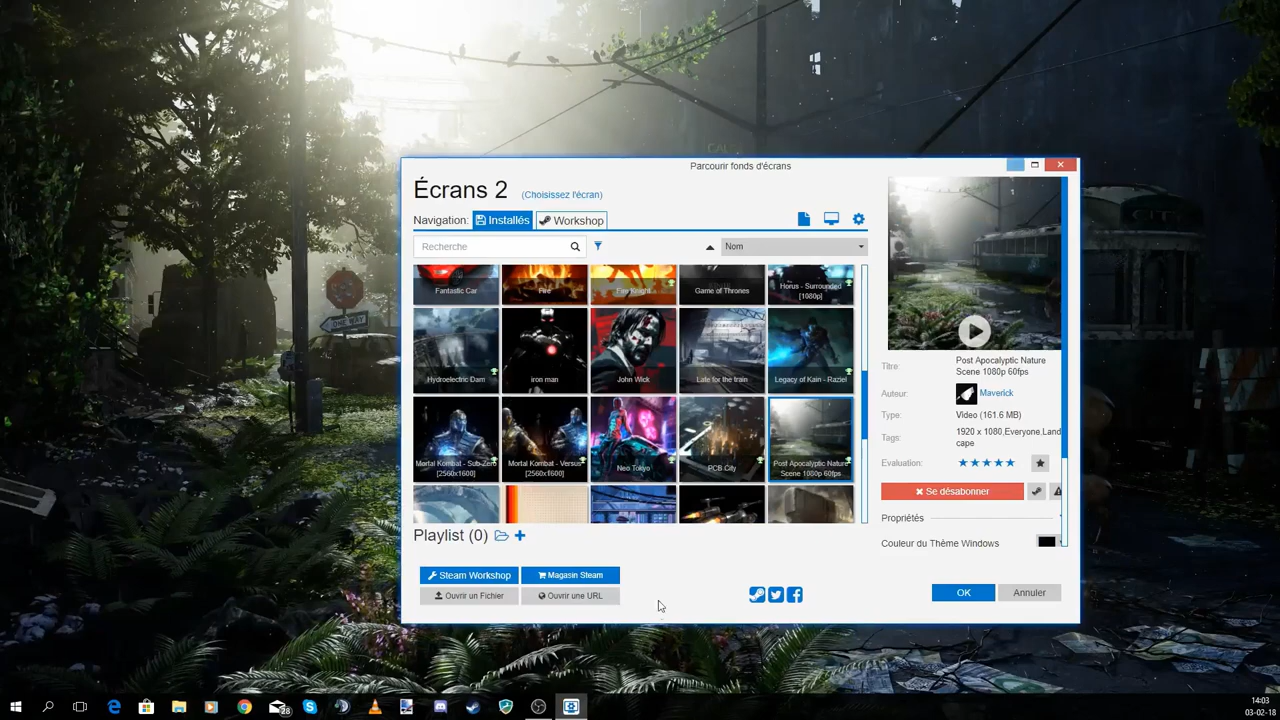 ONE WAY
Parcourir fonds d'écrans
Écrans 2
(Choisissez l'écran)
Navigation:
Installés
Workshop
Recherche
Nom
Fantastic Car
Fire
Fire Knight
Game of Thrones
Horus - Surrounded
[1080p]
Hydroelectric Dam
iron man
John Wick
Late for the train
Legacy of Kain - Raziel
Mortal Kombat - Sub-Zero
[2560x1600]
Mortal Kombat - Versus
[2560x1600]
Neo Tokyo
PCB City
Post Apocalyptic Nature
Scene 1080p 60fps
Playlist (0)
Steam Workshop
Magasin Steam
Ouvrir un Fichier
Ouvrir une URL
Titre:
Post Apocalyptic Nature
Scene 1080p 60fps
Auteur:
Maverick
Type:
Video (161.6 MB)
Tags:
1920 x 1080,Everyone,Land
cape
Evaluation:
Se désabonner
Propriétés
Couleur du Thème Windows
OK
Annuler
28
14:03
03-02-18